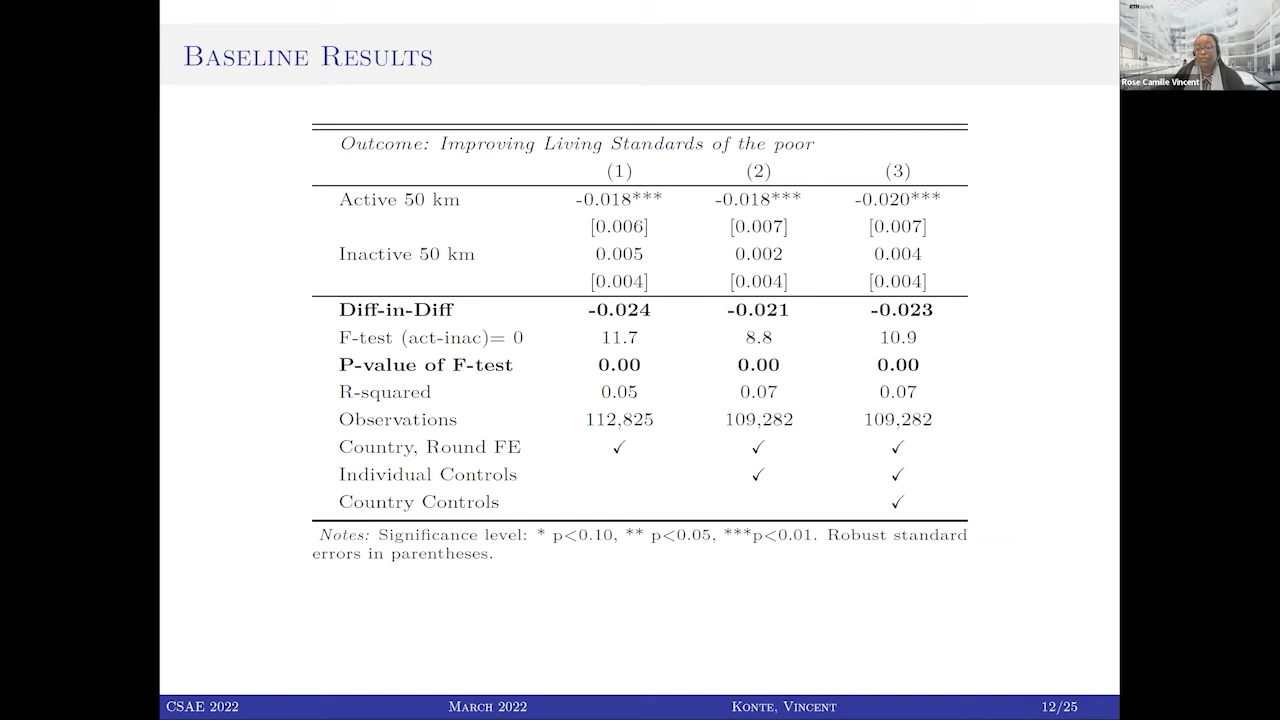 BASELINE RESULTS
ETH zürich
Rose Camille Vincent
Outcome: Improving Living Standards of the poor
(1) (2) (3)
Active 50 km -0.018*** -0.018*** -0.020***
[0.006] [0.007] [0.007]
Inactive 50 km 0.005 0.002 0.004
[0.004] [0.004] [0.004]
Diff-in-Diff -0.024 -0.021 -0.023
F-test (act-inac)= 0 11.7 8.8 10.9
P-value of F-test 0.00 0.00 0.00
R-squared 0.05 0.07 0.07
Observations 112,825 109,282 109,282
Country, Round FE ✓ ✓ ✓
Individual Controls ✓ ✓
Country Controls ✓
Notes: Significance level: * p<0.10, ** p<0.05, ***p<0.01. Robust standard
errors in parentheses.
CSAE 2022 MARCH 2022 KONTE, VINCENT 12/25